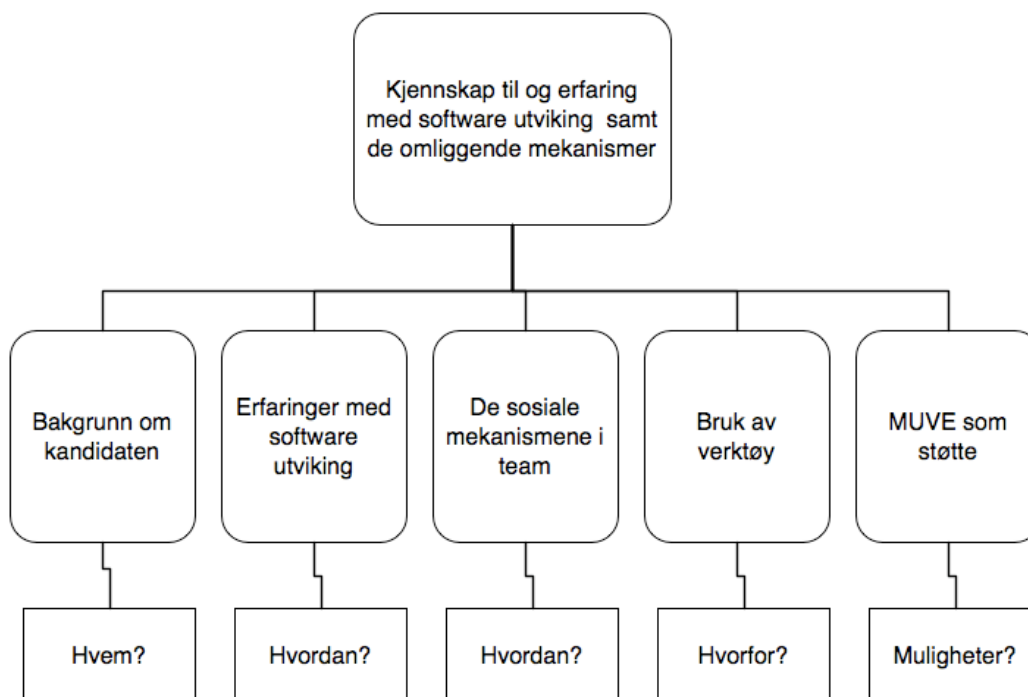 Kjennskap til og erfaring
med software utviking samt
de omliggende mekanismer
Bakgrunn om
kandidaten
Erfaringer med
software
utviking
De sosiale
mekanismene i
team
Bruk av
verktøy
MUVE som
støtte
Hvem?
Hvordan?
Hvordan?
Hvorfor?
Muligheter?